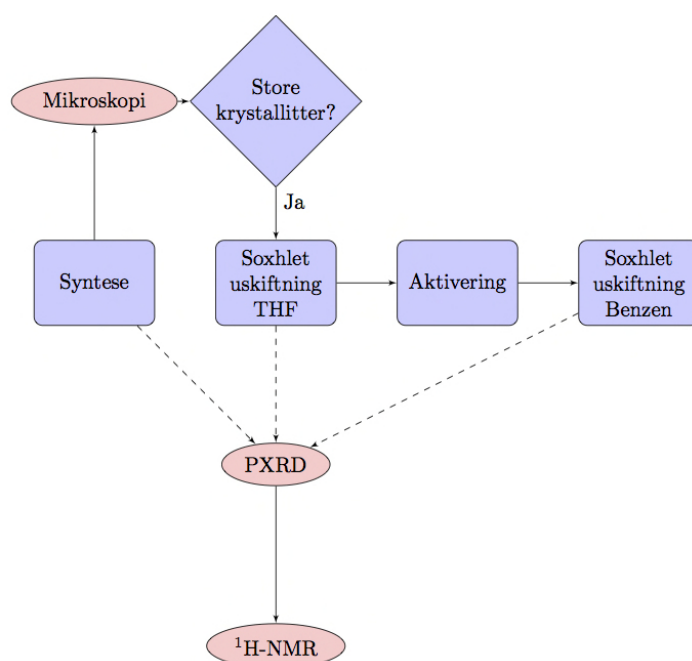 Mikroskopi
Store
krystallitter?
Ja
Syntese
Soxhlet
uskiftning
THF
Aktivering
Soxhlet
uskiftning
Benzen
PXRD
¹H-NMR